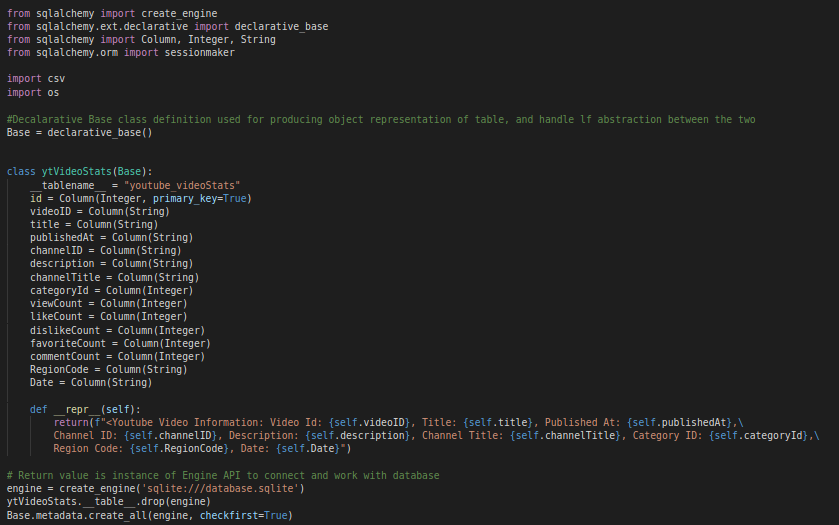 from sqlalchemy import create_engine
from sqlalchemy.ext.declarative import declarative_base
from sqlalchemy import Column, Integer, String
from sqlalchemy.orm import sessionmaker

import csv
import os

#Decalarative Base class definition used for producing object representation of table, and handle lf abstraction between the two
Base = declarative_base()


class ytVideoStats(Base):
    __tablename__ = "youtube_videoStats"
    id = Column(Integer, primary_key=True)
    videoID = Column(String)
    title = Column(String)
    publishedAt = Column(String)
    channelID = Column(String)
    description = Column(String)
    channelTitle = Column(String)
    categoryId = Column(Integer)
    viewCount = Column(Integer)
    likeCount = Column(Integer)
    dislikeCount = Column(Integer)
    favoriteCount = Column(Integer)
    commentCount = Column(Integer)
    RegionCode = Column(String)
    Date = Column(String)

    def __repr__(self):
        return(f"<Youtube Video Information: Video Id: {self.videoID}, Title: {self.title}, Published At: {self.publishedAt},\
        Channel ID: {self.channelID}, Description: {self.description}, Channel Title: {self.channelTitle}, Category ID: {self.categoryId},\
        Region Code: {self.RegionCode}, Date: {self.Date}")

# Return value is instance of Engine API to connect and work with database
engine = create_engine('sqlite:///database.sqlite')
ytVideoStats.__table__.drop(engine)
Base.metadata.create_all(engine, checkfirst=True)